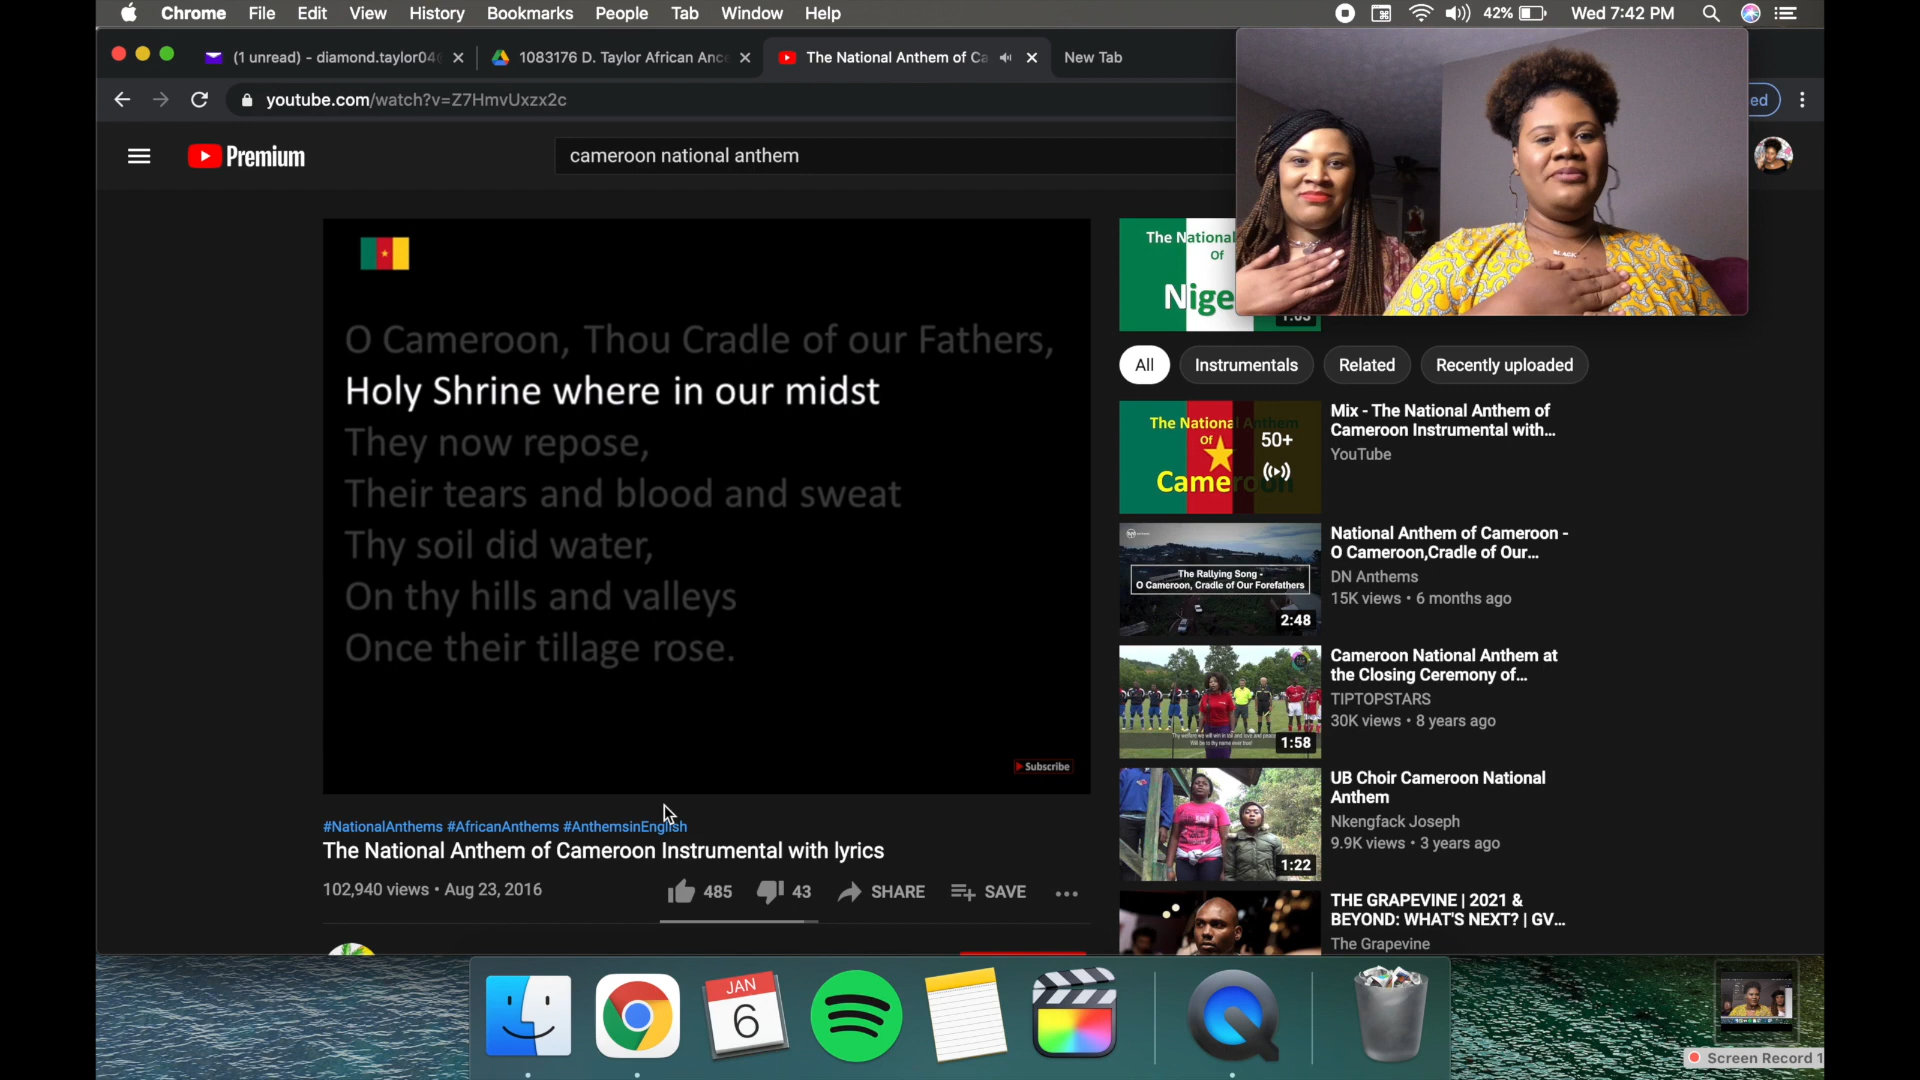 Chrome File Edit View History Bookmarks People Tab Window Help
42% Wed 7:42 PM
(1 unread) - diamond.taylor04
1083176 D. Taylor African Ance
The National Anthem of Ca
New Tab
youtube.com/watch?v=Z7HmvUxzx2c
ed
Premium
cameroon national anthem
BLACK
O Cameroon, Thou Cradle of our Fathers,
Holy Shrine where in our midst
They now repose,
Their tears and blood and sweat
Thy soil did water,
On thy hills and valleys
Once their tillage rose.
Subscribe
#NationalAnthems #AfricanAnthems #AnthemsinEnglish
The National Anthem of Cameroon Instrumental with lyrics
102,940 views • Aug 23, 2016
485 43 SHARE SAVE
The National
Of
Nige
1:03
All Instrumentals Related Recently uploaded
The National Anthem
Of
Cameroon
50+
Mix - The National Anthem of
Cameroon Instrumental with...
YouTube
The Rallying Song -
O Cameroon, Cradle of Our Forefathers
2:48
National Anthem of Cameroon -
O Cameroon,Cradle of Our...
DN Anthems
15K views • 6 months ago
1:58
Cameroon National Anthem at
the Closing Ceremony of...
TIPTOPSTARS
30K views • 8 years ago
1:22
UB Choir Cameroon National
Anthem
Nkengfack Joseph
9.9K views • 3 years ago
THE GRAPEVINE | 2021 &
BEYOND: WHAT'S NEXT? | GV...
The Grapevine
JAN
6
Screen Record 1